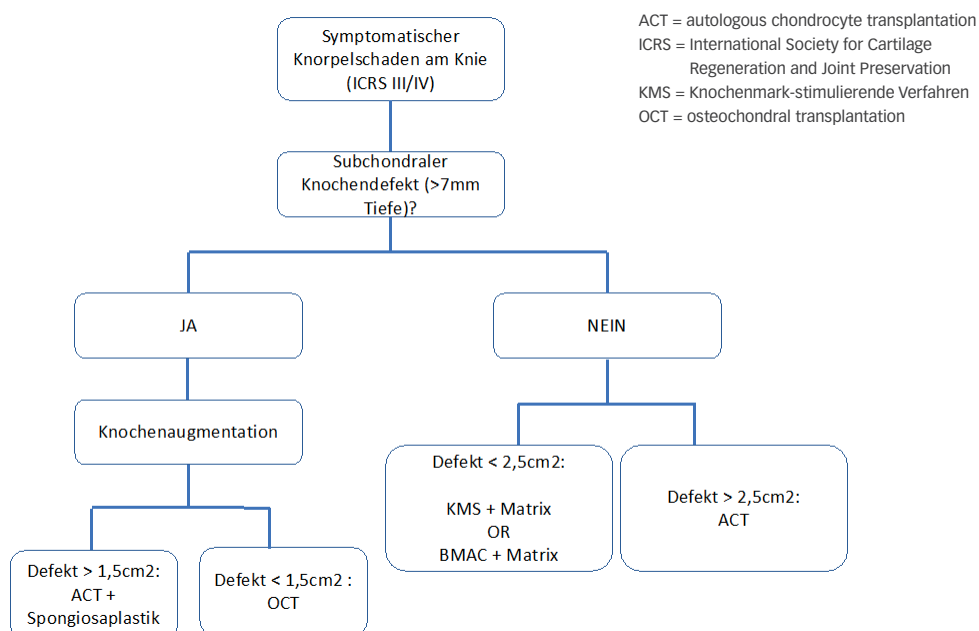 Symptomatischer
Knorpelschaden am Knie
(ICRS III/IV)
ACT = autologous chondrocyte transplantation
ICRS = International Society for Cartilage
Regeneration and Joint Preservation
KMS = Knochenmark-stimulierende Verfahren
OCT = osteochondral transplantation
Subchondraler
Knochendefekt (>7mm
Tiefe)?
JA
NEIN
Knochenaugmentation
Defekt < 2,5cm2:
KMS + Matrix
OR
BMAC + Matrix
Defekt > 2,5cm2:
ACT
Defekt > 1,5cm2:
ACT +
Spongiosaplastik
Defekt < 1,5cm2 :
OCT